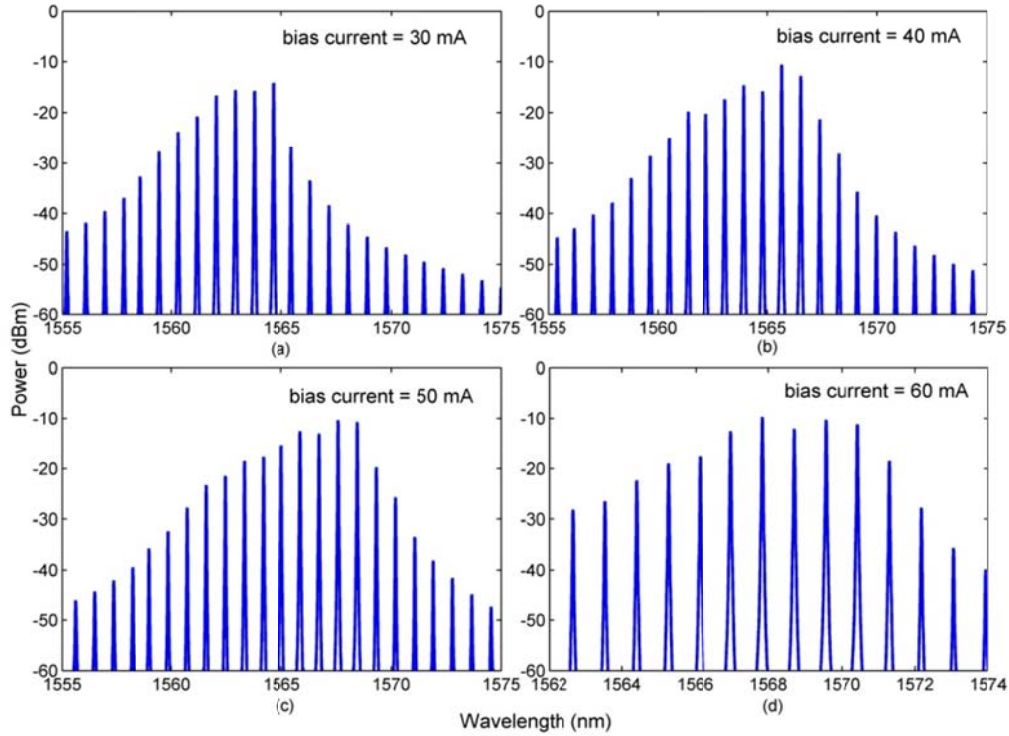 bias current = 30 mA
0
-10
-20
-30
-40
-50
-60
1555 1560 1565 1570 1575
(a)
bias current = 40 mA
0
-10
-20
-30
-40
-50
-60
1555 1560 1565 1570 1575
(b)
Power (dBm)
bias current = 50 mA
0
-10
-20
-30
-40
-50
-60
1555 1560 1565 1570 1575
(c)
bias current = 60 mA
0
-10
-20
-30
-40
-50
-60
1562 1564 1566 1568 1570 1572 1574
(d)
Wavelength (nm)